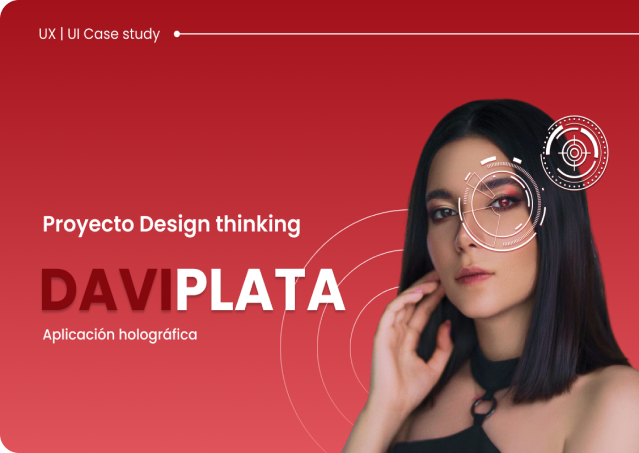 UX | UI Case study
Proyecto Design thinking
DAVIPLATA
Aplicación holográfica